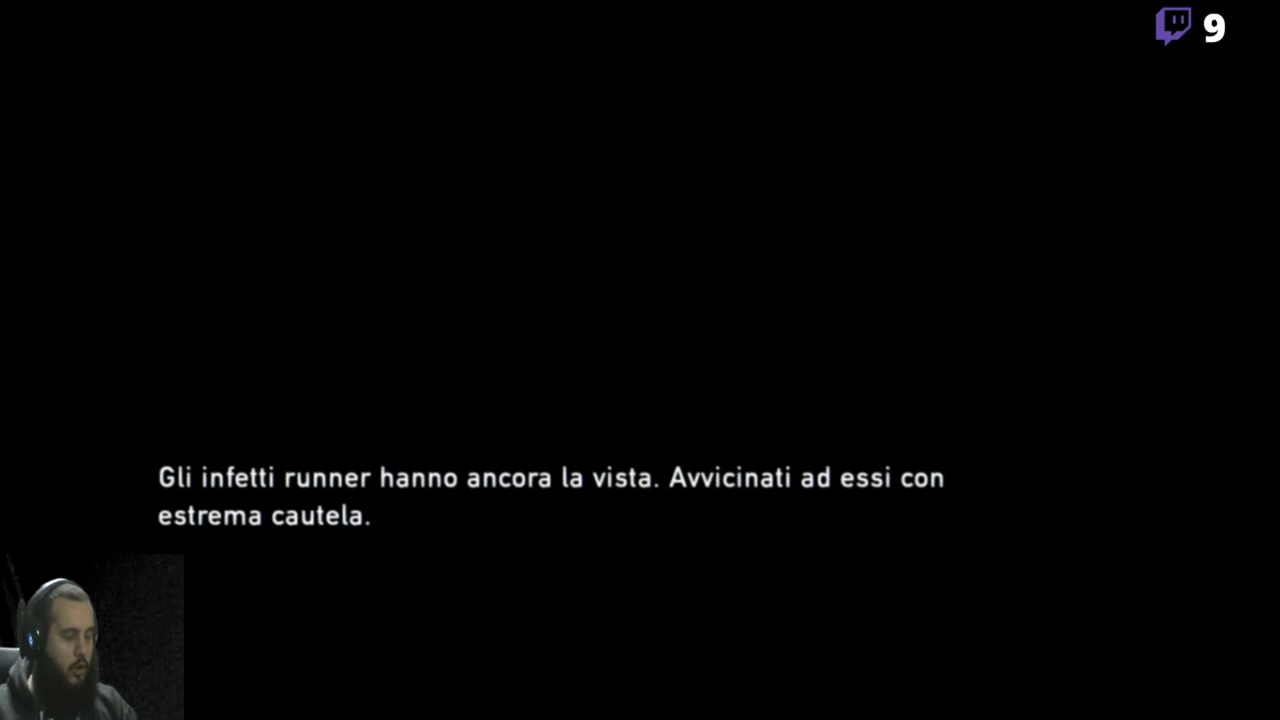 9
Gli infetti runner hanno ancora la vista. Avvicinati ad essi con
estrema cautela.